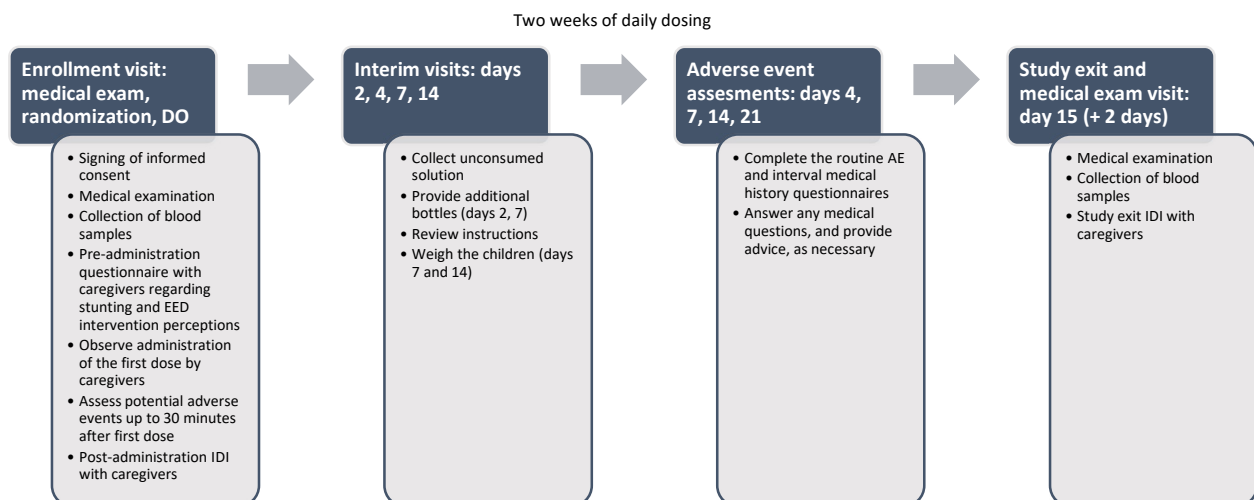 Two weeks of daily dosing
Enrollment visit:
medical exam,
randomization, DO
• Signing of informed
consent
• Medical examination
• Collection of blood
samples
• Pre-administration
questionnaire with
caregivers regarding
stunting and EED
intervention perceptions
• Observe administration
of the first dose by
caregivers
• Assess potential adverse
events up to 30 minutes
after first dose
• Post-administration IDI
with caregivers
Interim visits: days
2, 4, 7, 14
• Collect unconsumed
solution
• Provide additional
bottles (days 2, 7)
• Review instructions
• Weigh the children (days
7 and 14)
Adverse event
assesments: days 4,
7, 14, 21
• Complete the routine AE
and interval medical
history questionnaires
• Answer any medical
questions, and provide
advice, as necessary
Study exit and
medical exam visit:
day 15 (+ 2 days)
• Medical examination
• Collection of blood
samples
• Study exit IDI with
caregivers